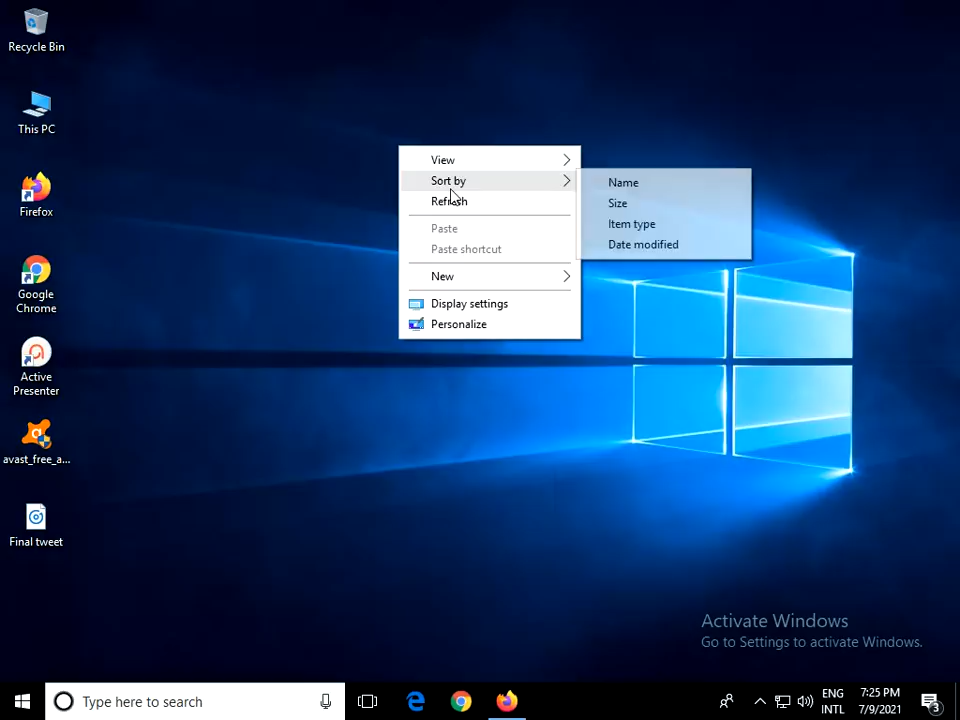 Recycle Bin
This PC
Firefox
Google
Chrome
Active
Presenter
avast_free_a...
Final tweet
View
Sort by
Refresh
Paste
Paste shortcut
New
Display settings
Personalize
Name
Size
Item type
Date modified
Activate Windows
Go to Settings to activate Windows.
Type here to search
ENG
INTL
7:25 PM
7/9/2021
3